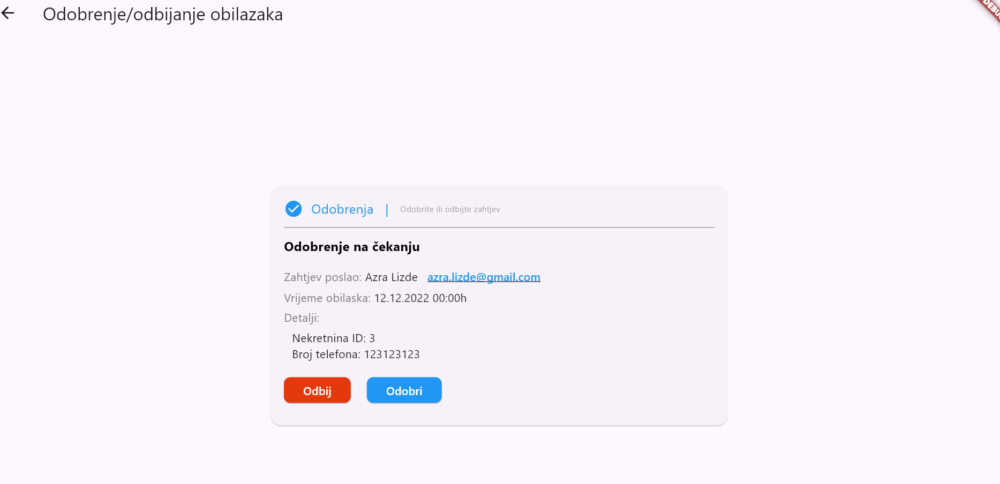 Odobrenje/odbijanje obilazaka
Odobrenja | Odobrite ili odbijte zahtjev
Odobrenje na čekanju
Zahtjev poslao: Azra Lizde azra.lizde@gmail.com
Vrijeme obilaska: 12.12.2022 00:00h
Detalji:
Nekretnina ID: 3
Broj telefona: 123123123
Odbij Odobri